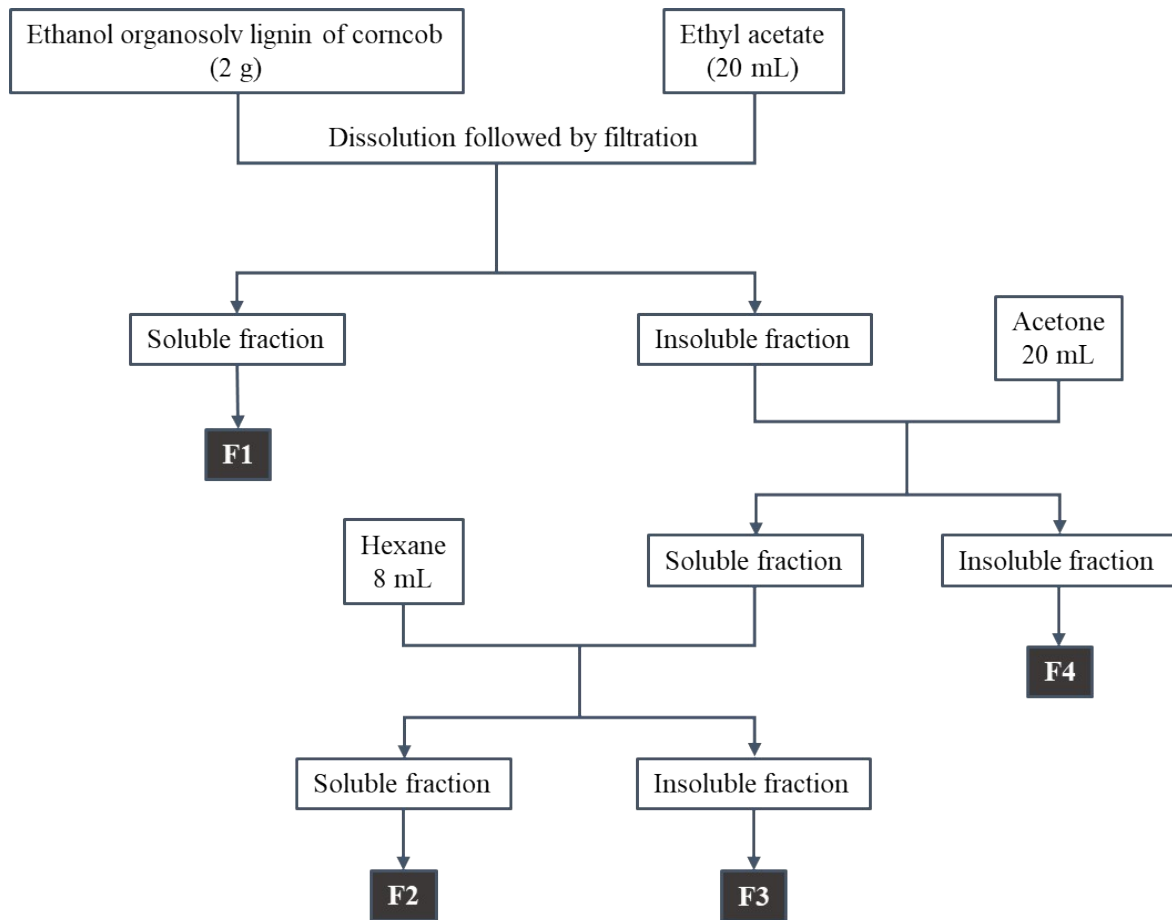 Ethanol organosolv lignin of corncob
(2 g)
Ethyl acetate
(20 mL)
Dissolution followed by filtration
Soluble fraction
Insoluble fraction
Acetone
20 mL
F1
Hexane
8 mL
Soluble fraction
Insoluble fraction
F4
Soluble fraction
Insoluble fraction
F2
F3